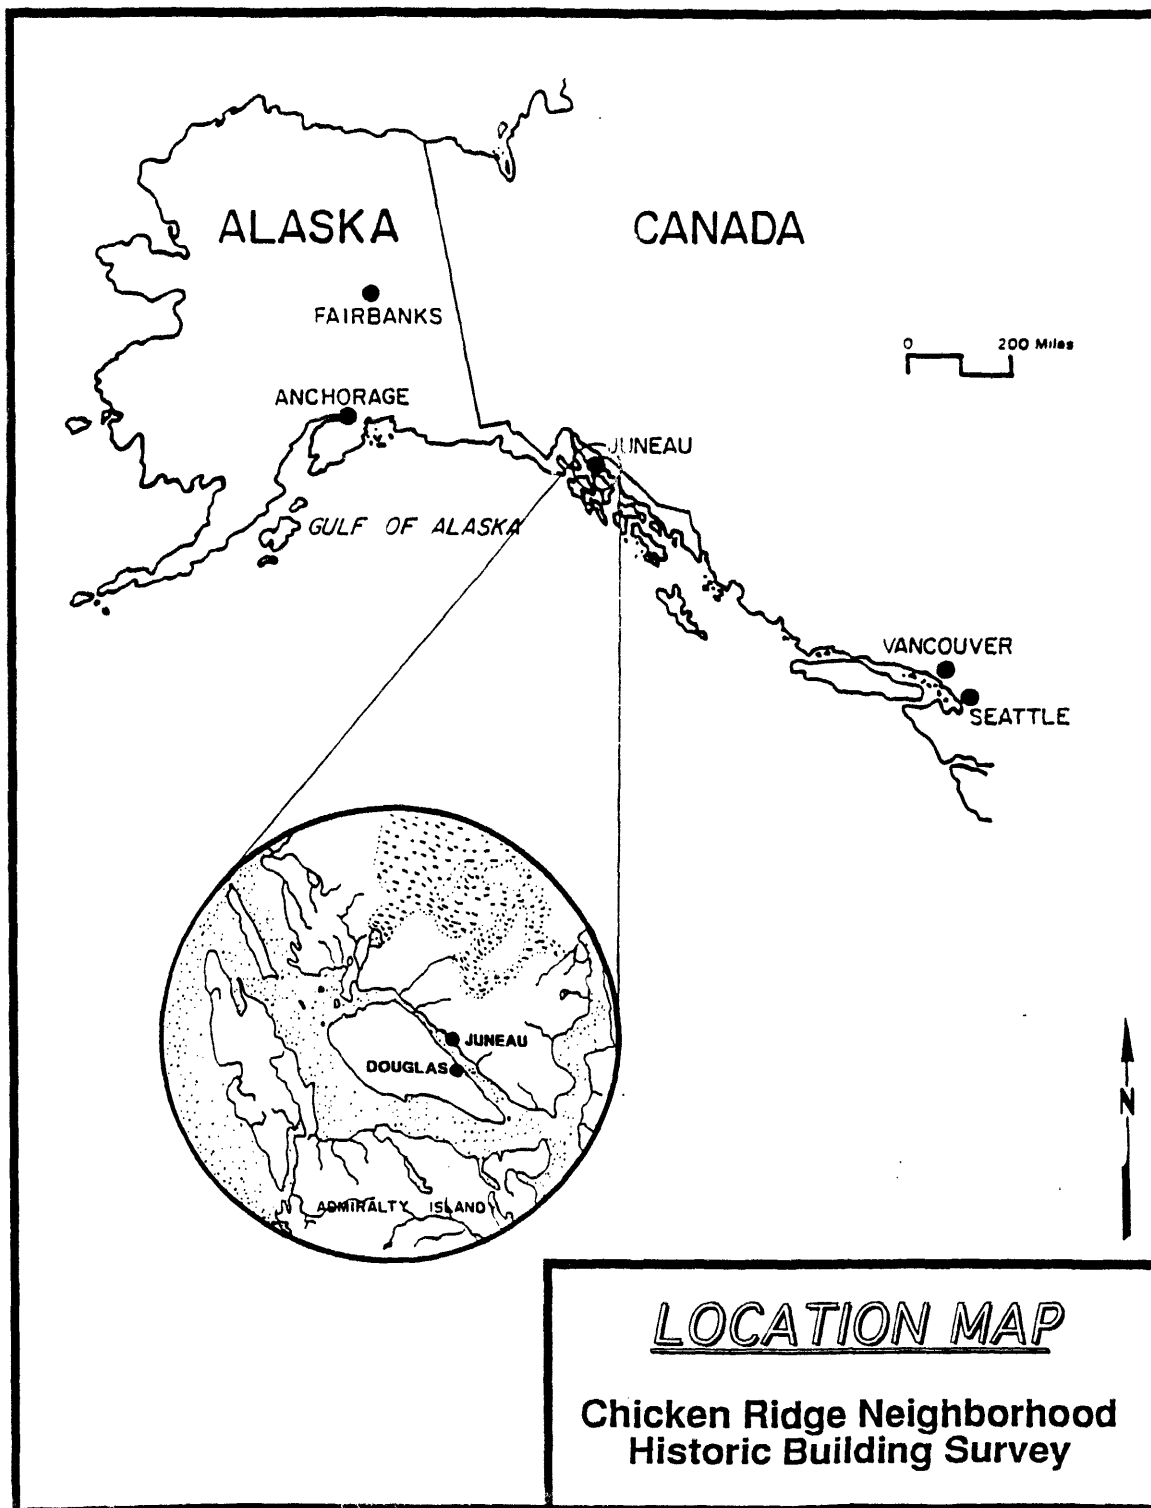 ALASKA
CANADA
FAIRBANKS
0 200 Miles
ANCHORAGE
JUNEAU
GULF OF ALASKA
VANCOUVER
SEATTLE
JUNEAU
DOUGLAS
N
ADMIRALTY ISLAND
LOCATION MAP
Chicken Ridge Neighborhood
Historic Building Survey